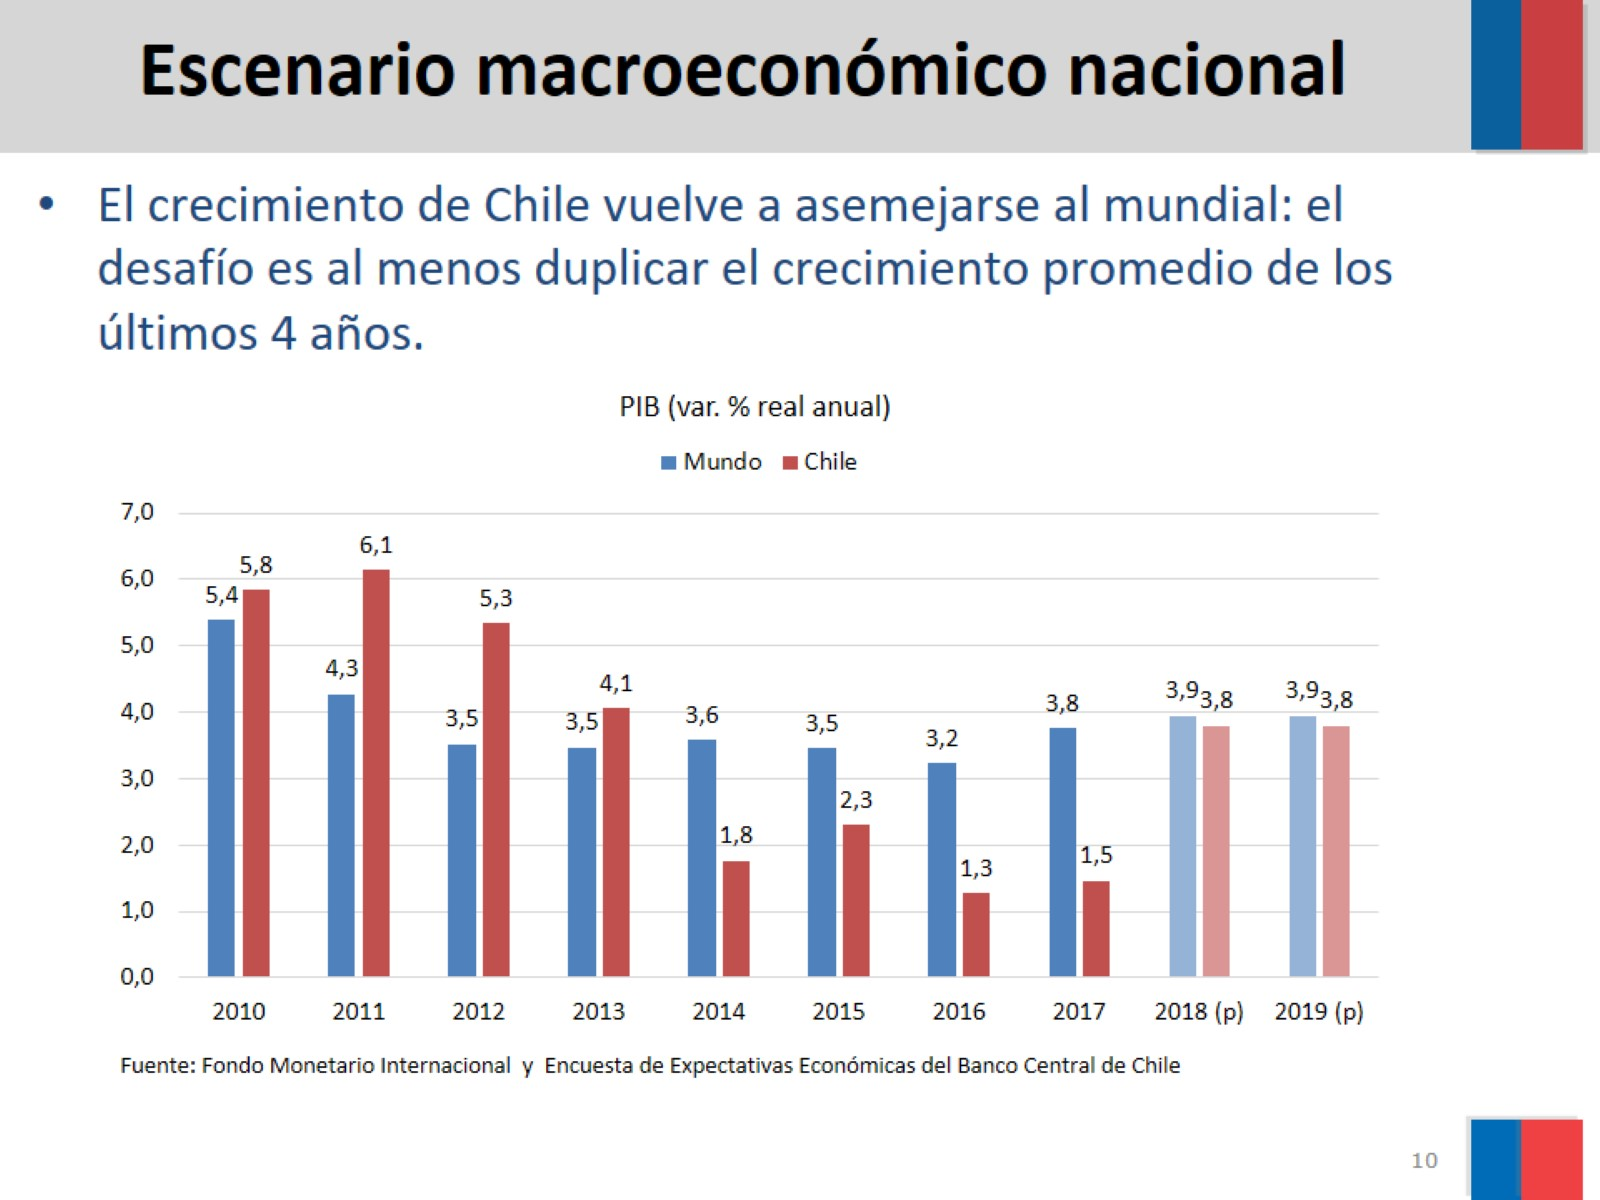 Escenario macroeconómico nacional
• El crecimiento de Chile vuelve a asemejarse al mundial: el
desafío es al menos duplicar el crecimiento promedio de los
últimos 4 años.
PIB (var. % real anual)
Mundo Chile
7,0
6,0
5,0
4,0
3,0
2,0
1,0
0,0
5,4 5,8
4,3 6,1
3,5 5,3
3,5 4,1
3,6 1,8
3,5 2,3
3,2 1,3
3,8 1,5
3,9 3,8
3,9 3,8
2010 2011 2012 2013 2014 2015 2016 2017 2018 (p) 2019 (p)
Fuente: Fondo Monetario Internacional y Encuesta de Expectativas Económicas del Banco Central de Chile
10